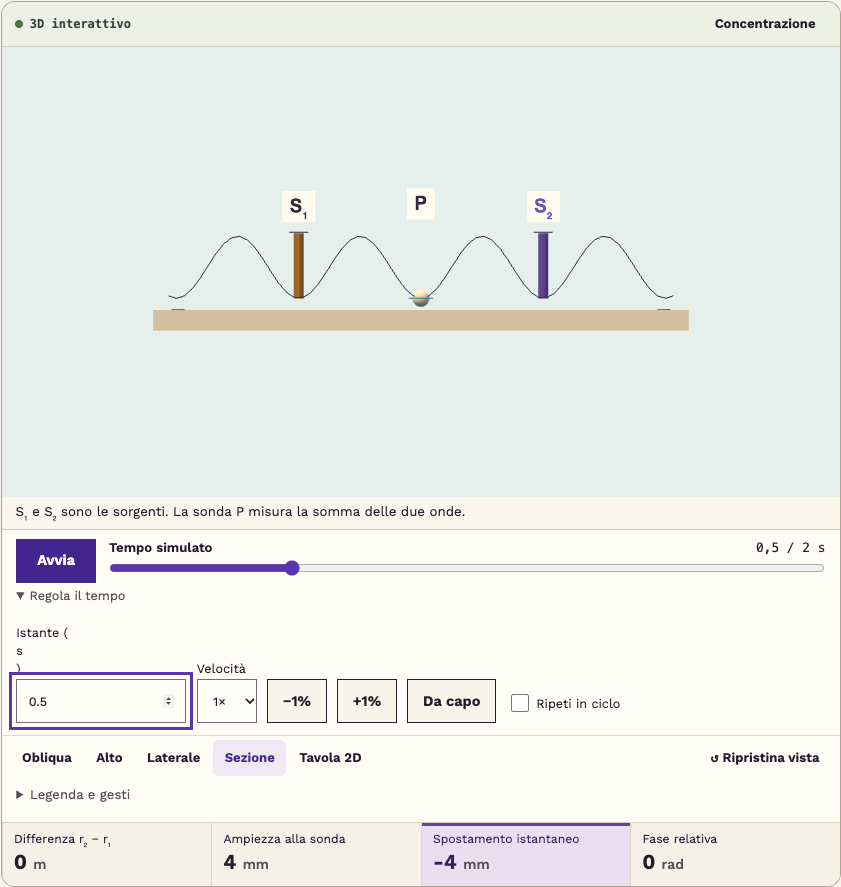 3D interattivo
Concentrazione
S₁
P
S₂
S₁ e S₂ sono le sorgenti. La sonda P misura la somma delle due onde.
Avvia
Tempo simulato
0,5 / 2 s
▼ Regola il tempo
Istante (
s
)
Velocità
0.5
1×
−1%
+1%
Da capo
Ripeti in ciclo
Obliqua
Alto
Laterale
Sezione
Tavola 2D
↺ Ripristina vista
▶ Legenda e gesti
Differenza r₂ − r₁
0 m
Ampiezza alla sonda
4 mm
Spostamento istantaneo
-4 mm
Fase relativa
0 rad